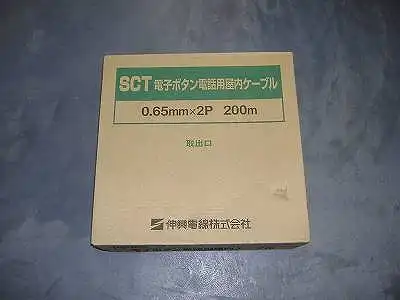 SCT 電子ボタン電話用屋内ケーブル
0.65mm×2P 200m
取出口
伸興電線株式会社